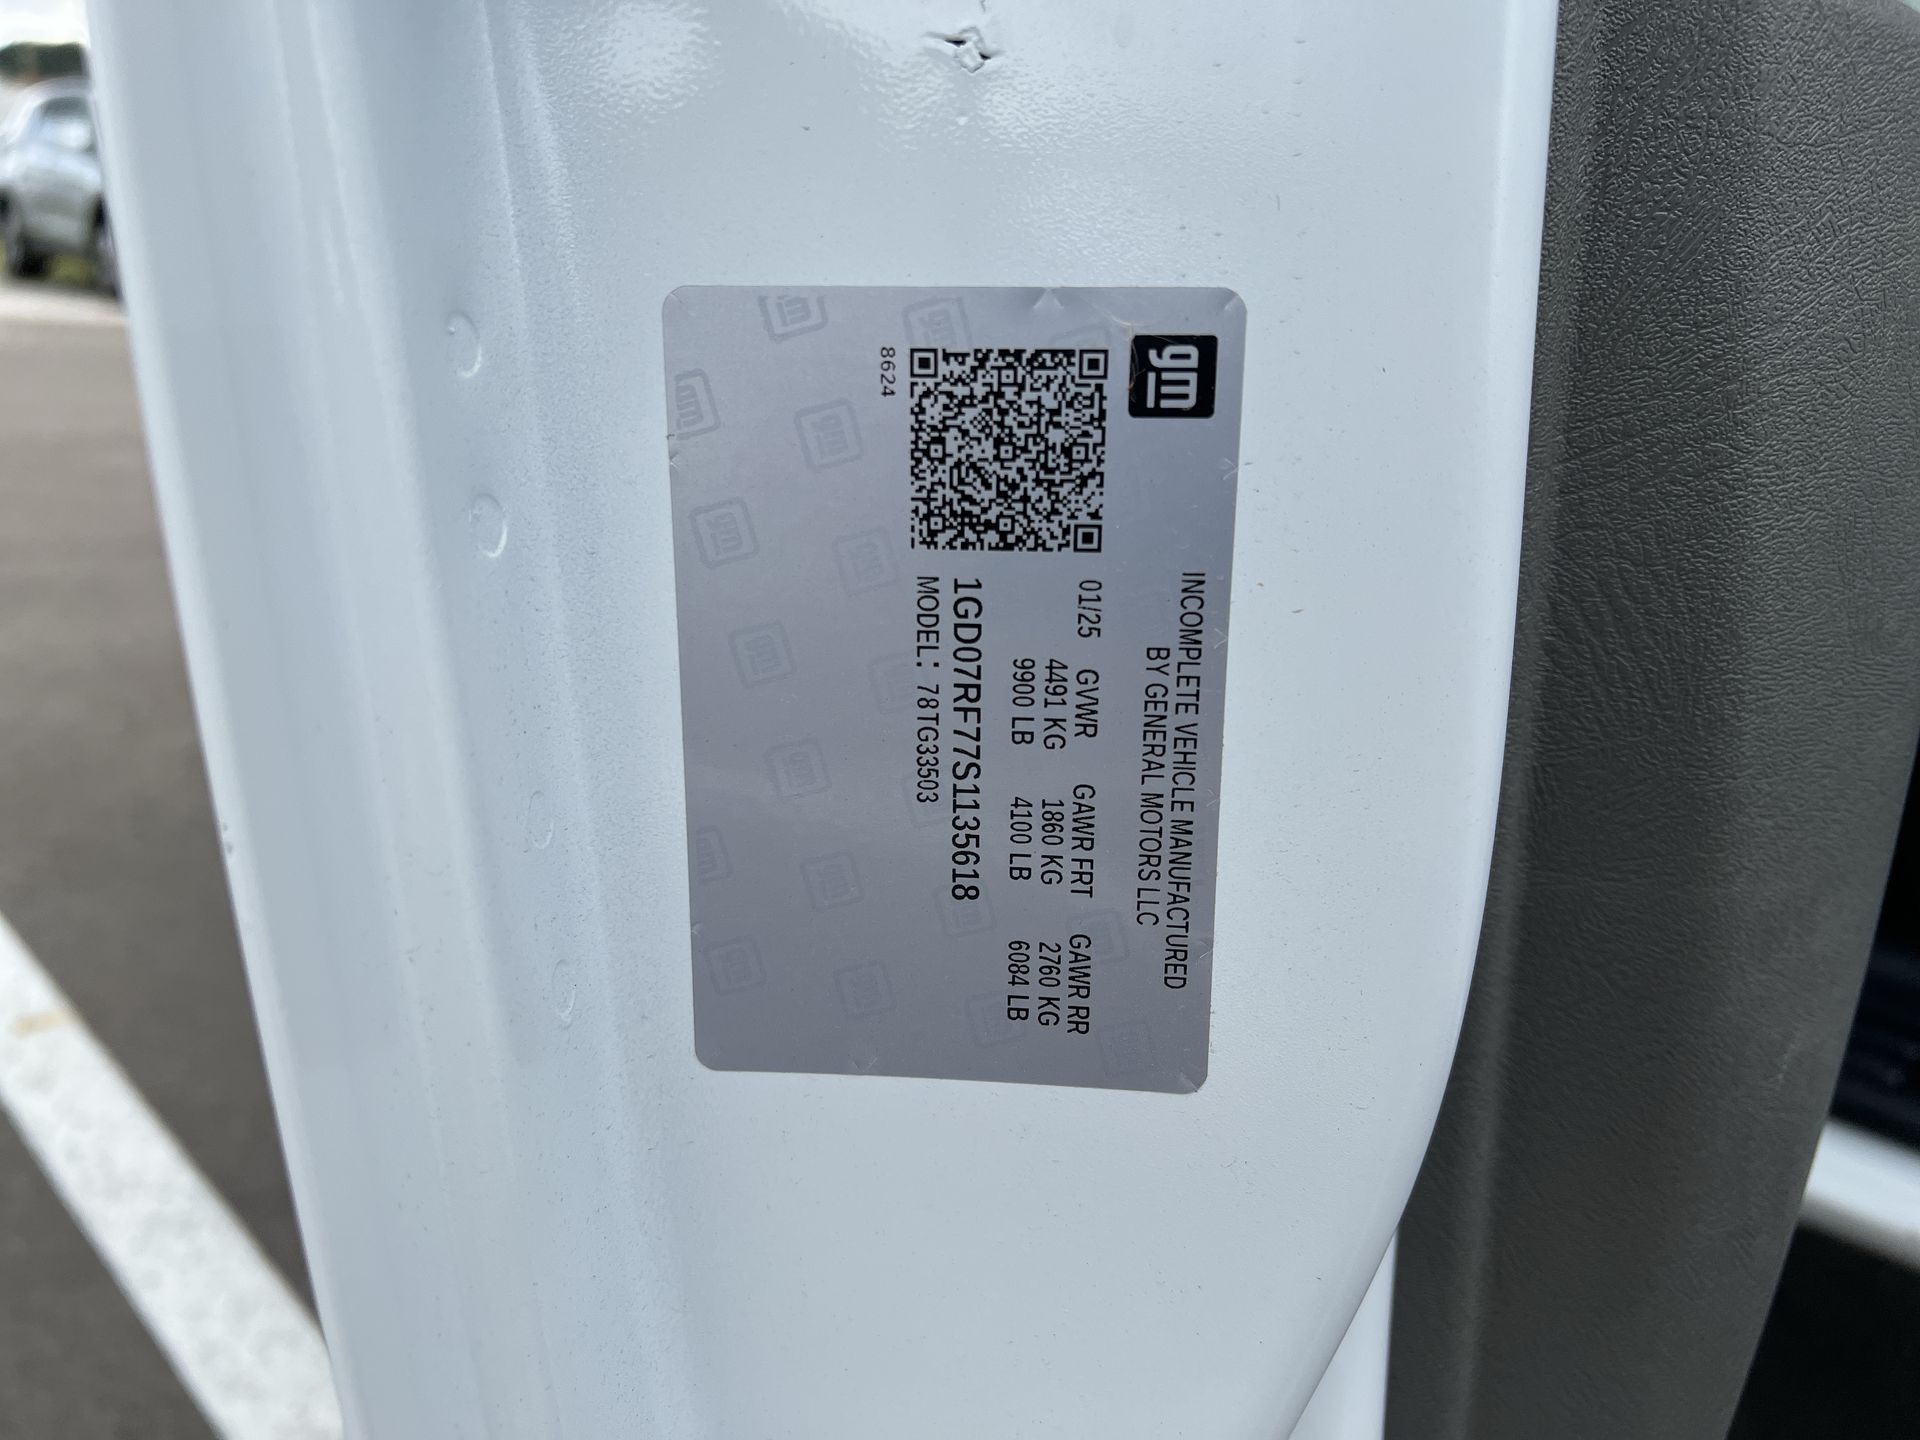 gm
INCOMPLETE VEHICLE MANUFACTURED
BY GENERAL MOTORS LLC
01/25 GVWR GAWR FRT GAWR RR
4491 KG 1860 KG 2760 KG
9900 LB 4100 LB 6084 LB
1GD07RF77S1135618
MODEL: 78TG33503
8624